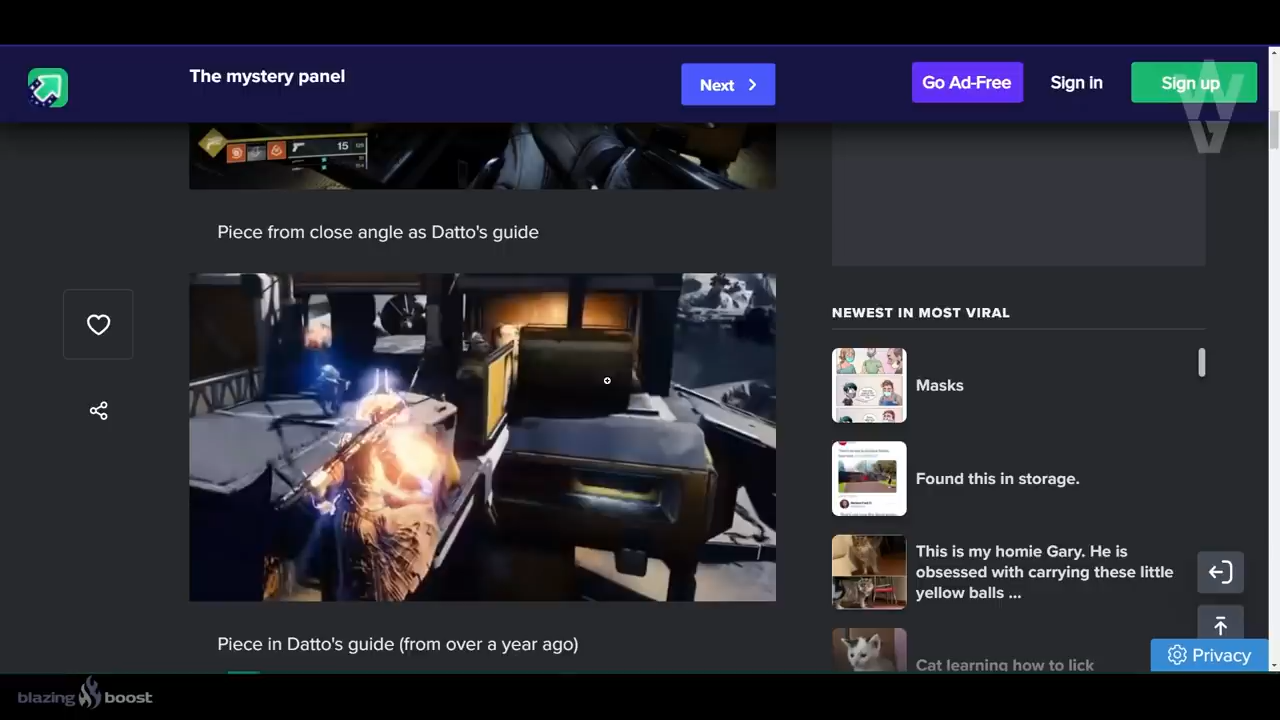 The mystery panel
Next
Go Ad-Free
Sign in
Sign up
15
Piece from close angle as Datto's guide
NEWEST IN MOST VIRAL
Masks
Found this in storage.
This is my homie Gary. He is
obsessed with carrying these little
yellow balls ...
Piece in Datto's guide (from over a year ago)
Cat learning how to lick
Privacy
blazing boost